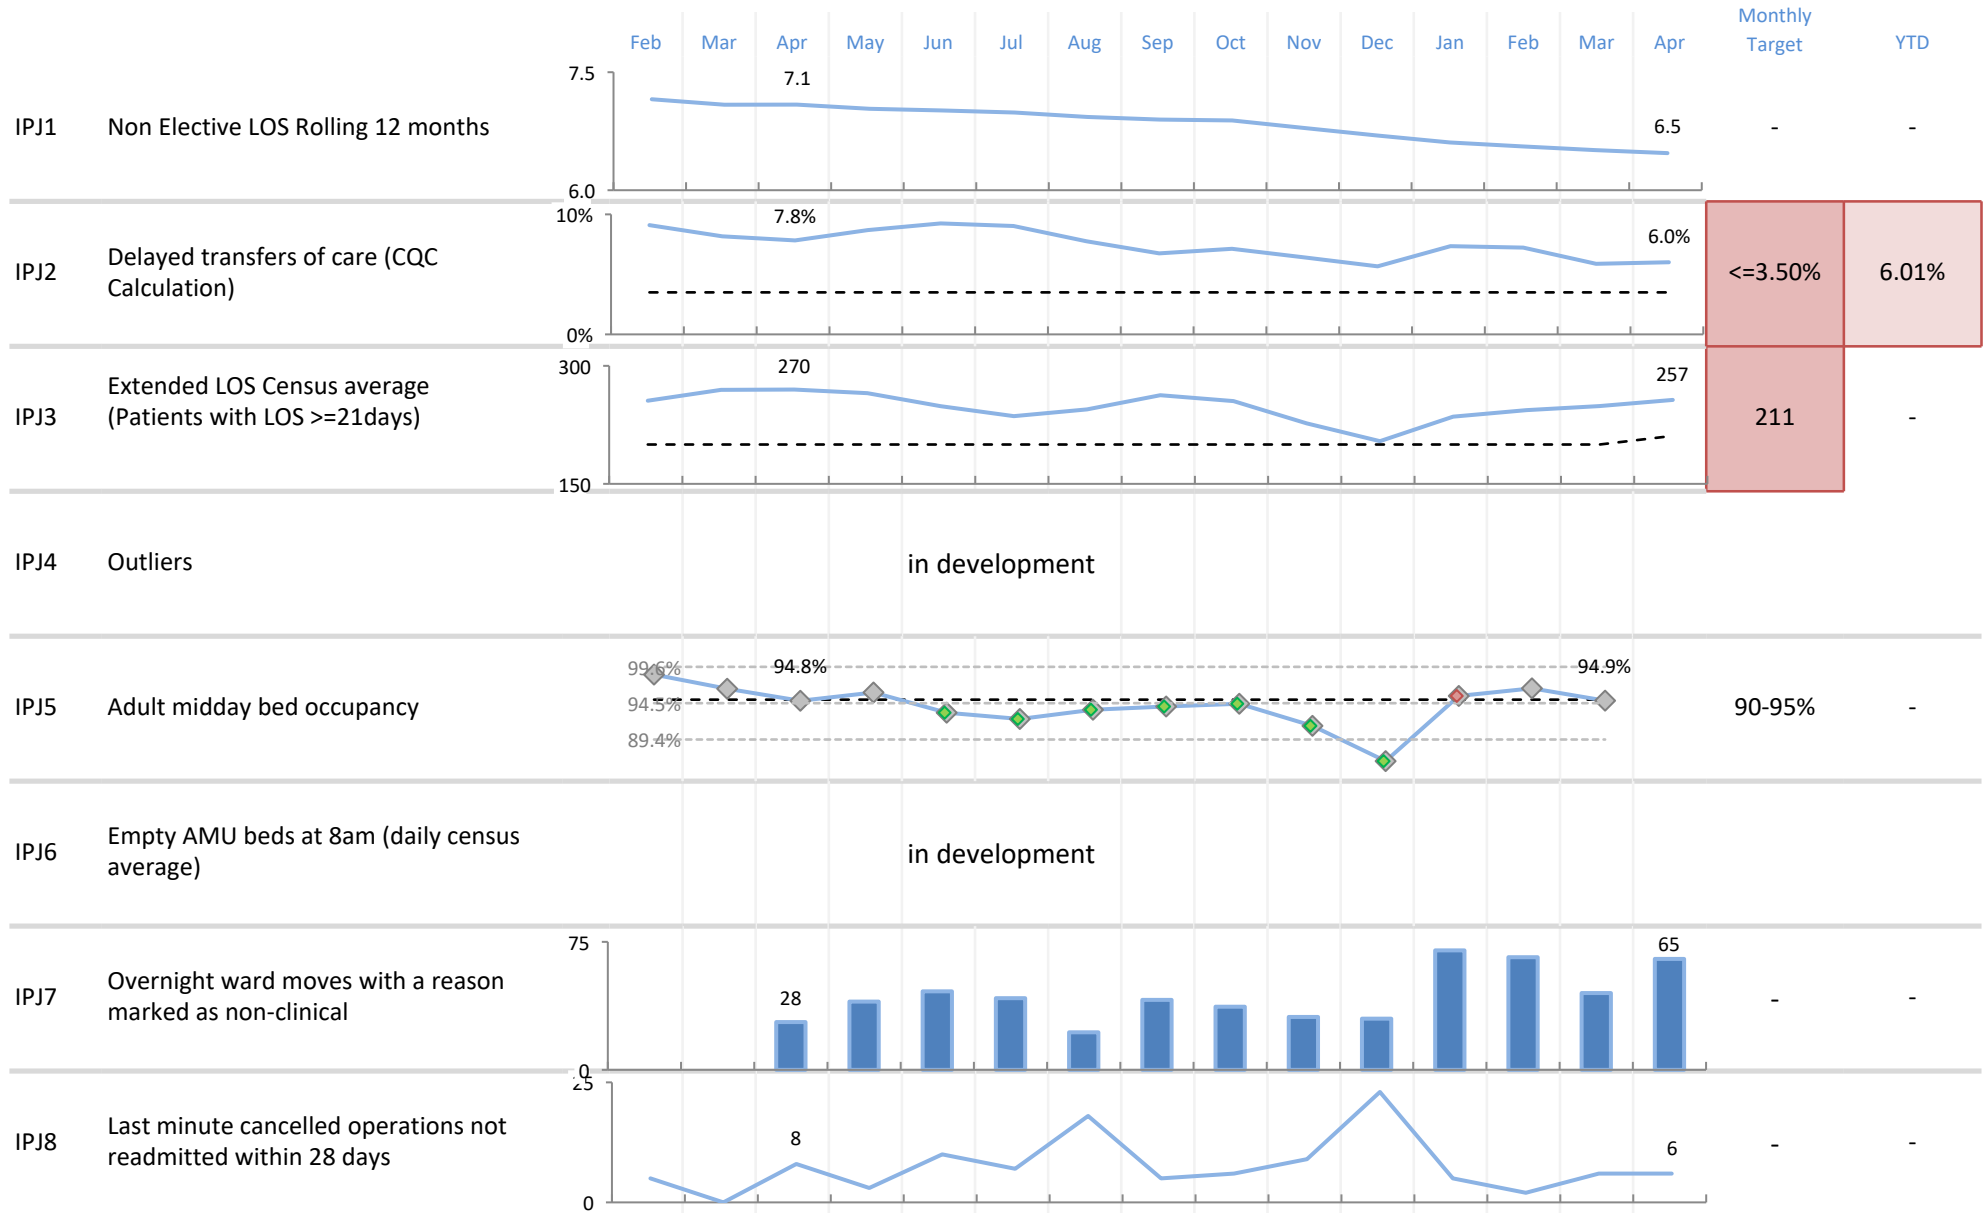 Monthly
Feb Mar Apr May Jun Jul Aug Sep Oct Nov Dec Jan Feb Mar Apr Target YTD
7.5
7.1
IPJ1 Non Elective LOS Rolling 12 months 6.5 - -
6.0
10%
7.8%
6.0%
IPJ2 Delayed transfers of care (CQC
Calculation) <=3.50% 6.01%
0%
300
270
257
IPJ3 Extended LOS Census average
(Patients with LOS >=21days) 211 -
150
IPJ4 Outliers in development
99.6% 94.8% 94.9%
94.5%
IPJ5 Adult midday bed occupancy 90-95% -
89.4%
IPJ6 Empty AMU beds at 8am (daily census
average) in development
75
65
28
IPJ7 Overnight ward moves with a reason
marked as non-clinical - -
0
25
8
6
IPJ8 Last minute cancelled operations not
readmitted within 28 days - -
0